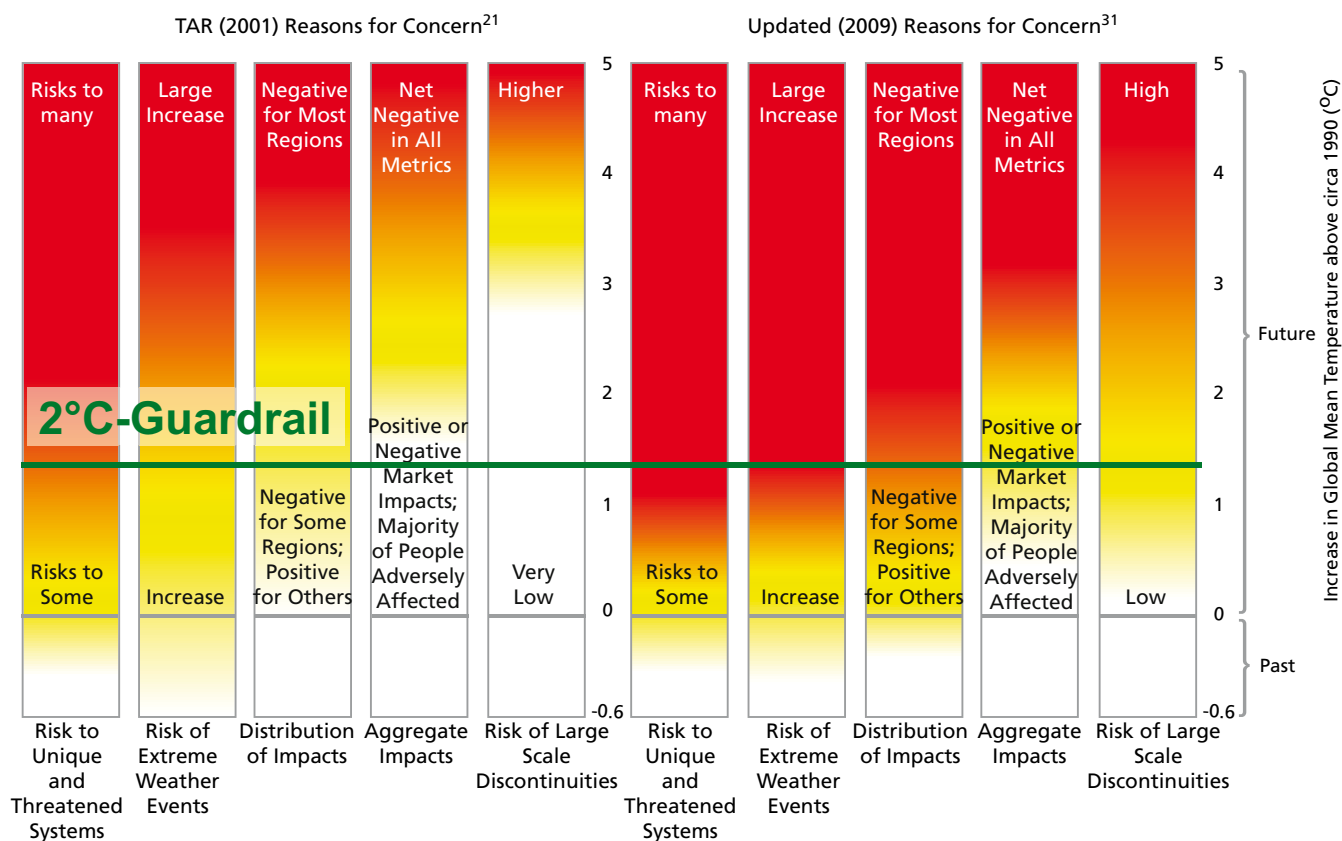 TAR (2001) Reasons for Concern21
Updated (2009) Reasons for Concern31
Risks to
many
Large
Increase
Negative
for Most
Regions
Net
Negative
in All
Metrics
Higher
5
4
3
2
1
0
-0.6
Risks to
many
Large
Increase
Negative
for Most
Regions
Net
Negative
in All
Metrics
High
5
4
3
2
1
0
-0.6
2°C-Guardrail
Risks to
Some
Increase
Negative
for Some
Regions;
Positive
for Others
Positive or
Negative
Market
Impacts;
Majority
of People
Adversely
Affected
Very
Low
Risks to
Some
Increase
Negative
for Some
Regions;
Positive
for Others
Positive or
Negative
Market
Impacts;
Majority
of People
Adversely
Affected
Low
Future
Past
Increase in Global Mean Temperature above circa 1990 (°C)
Risk to
Unique
and
Threatened
Systems
Risk of
Extreme
Weather
Events
Distribution
of Impacts
Aggregate
Impacts
Risk of Large
Scale
Discontinuities
Risk to
Unique
and
Threatened
Systems
Risk of
Extreme
Weather
Events
Distribution
of Impacts
Aggregate
Impacts
Risk of Large
Scale
Discontinuities